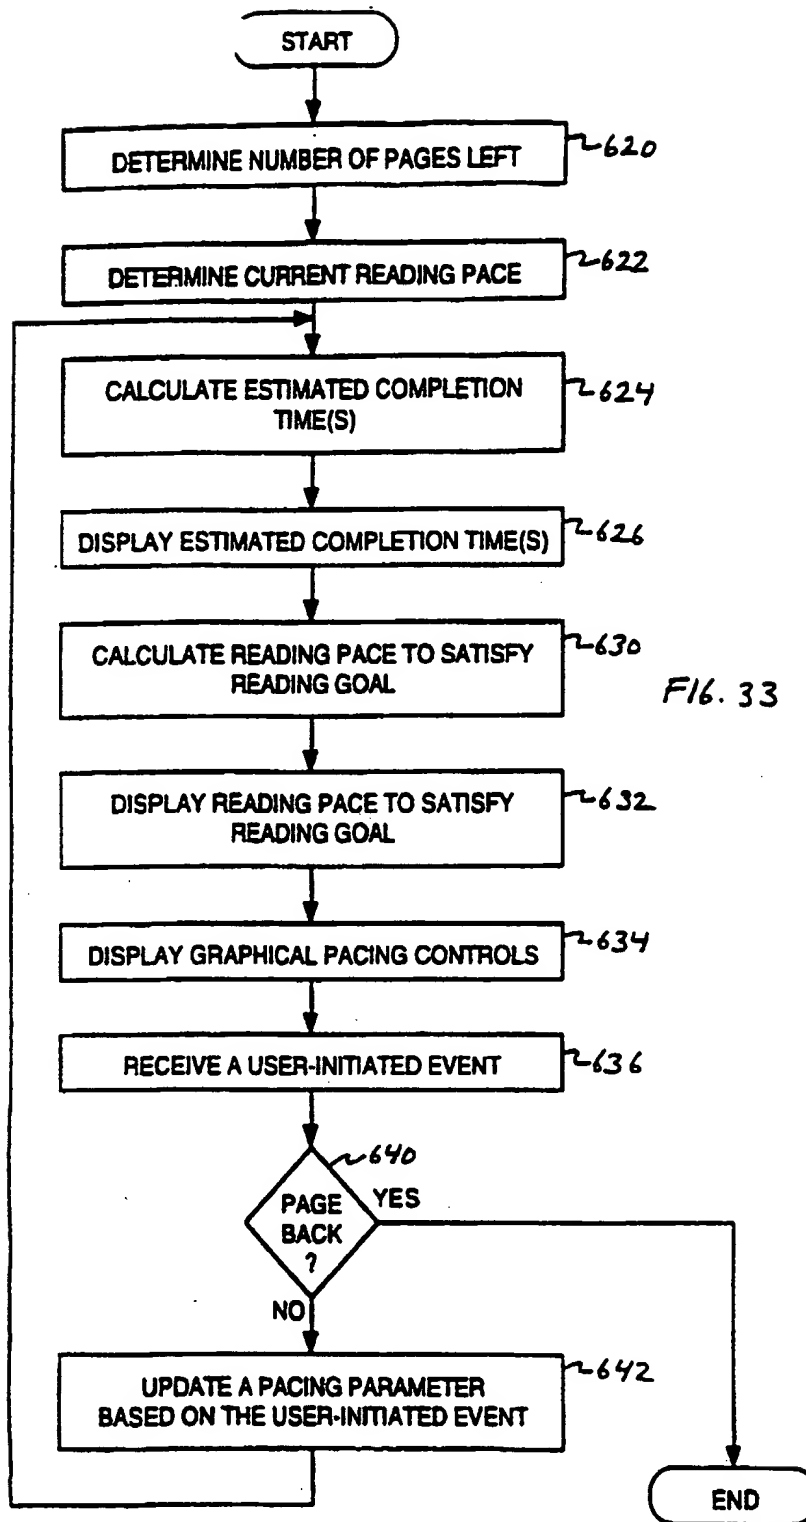 START
DETERMINE NUMBER OF PAGES LEFT
620
DETERMINE CURRENT READING PACE
622
CALCULATE ESTIMATED COMPLETION
TIME(S)
624
DISPLAY ESTIMATED COMPLETION TIME(S)
626
CALCULATE READING PACE TO SATISFY
READING GOAL
630
FIG. 33
DISPLAY READING PACE TO SATISFY
READING GOAL
632
DISPLAY GRAPHICAL PACING CONTROLS
634
RECEIVE A USER-INITIATED EVENT
636
640
PAGE
BACK
?
YES
NO
UPDATE A PACING PARAMETER
BASED ON THE USER-INITIATED EVENT
642
END